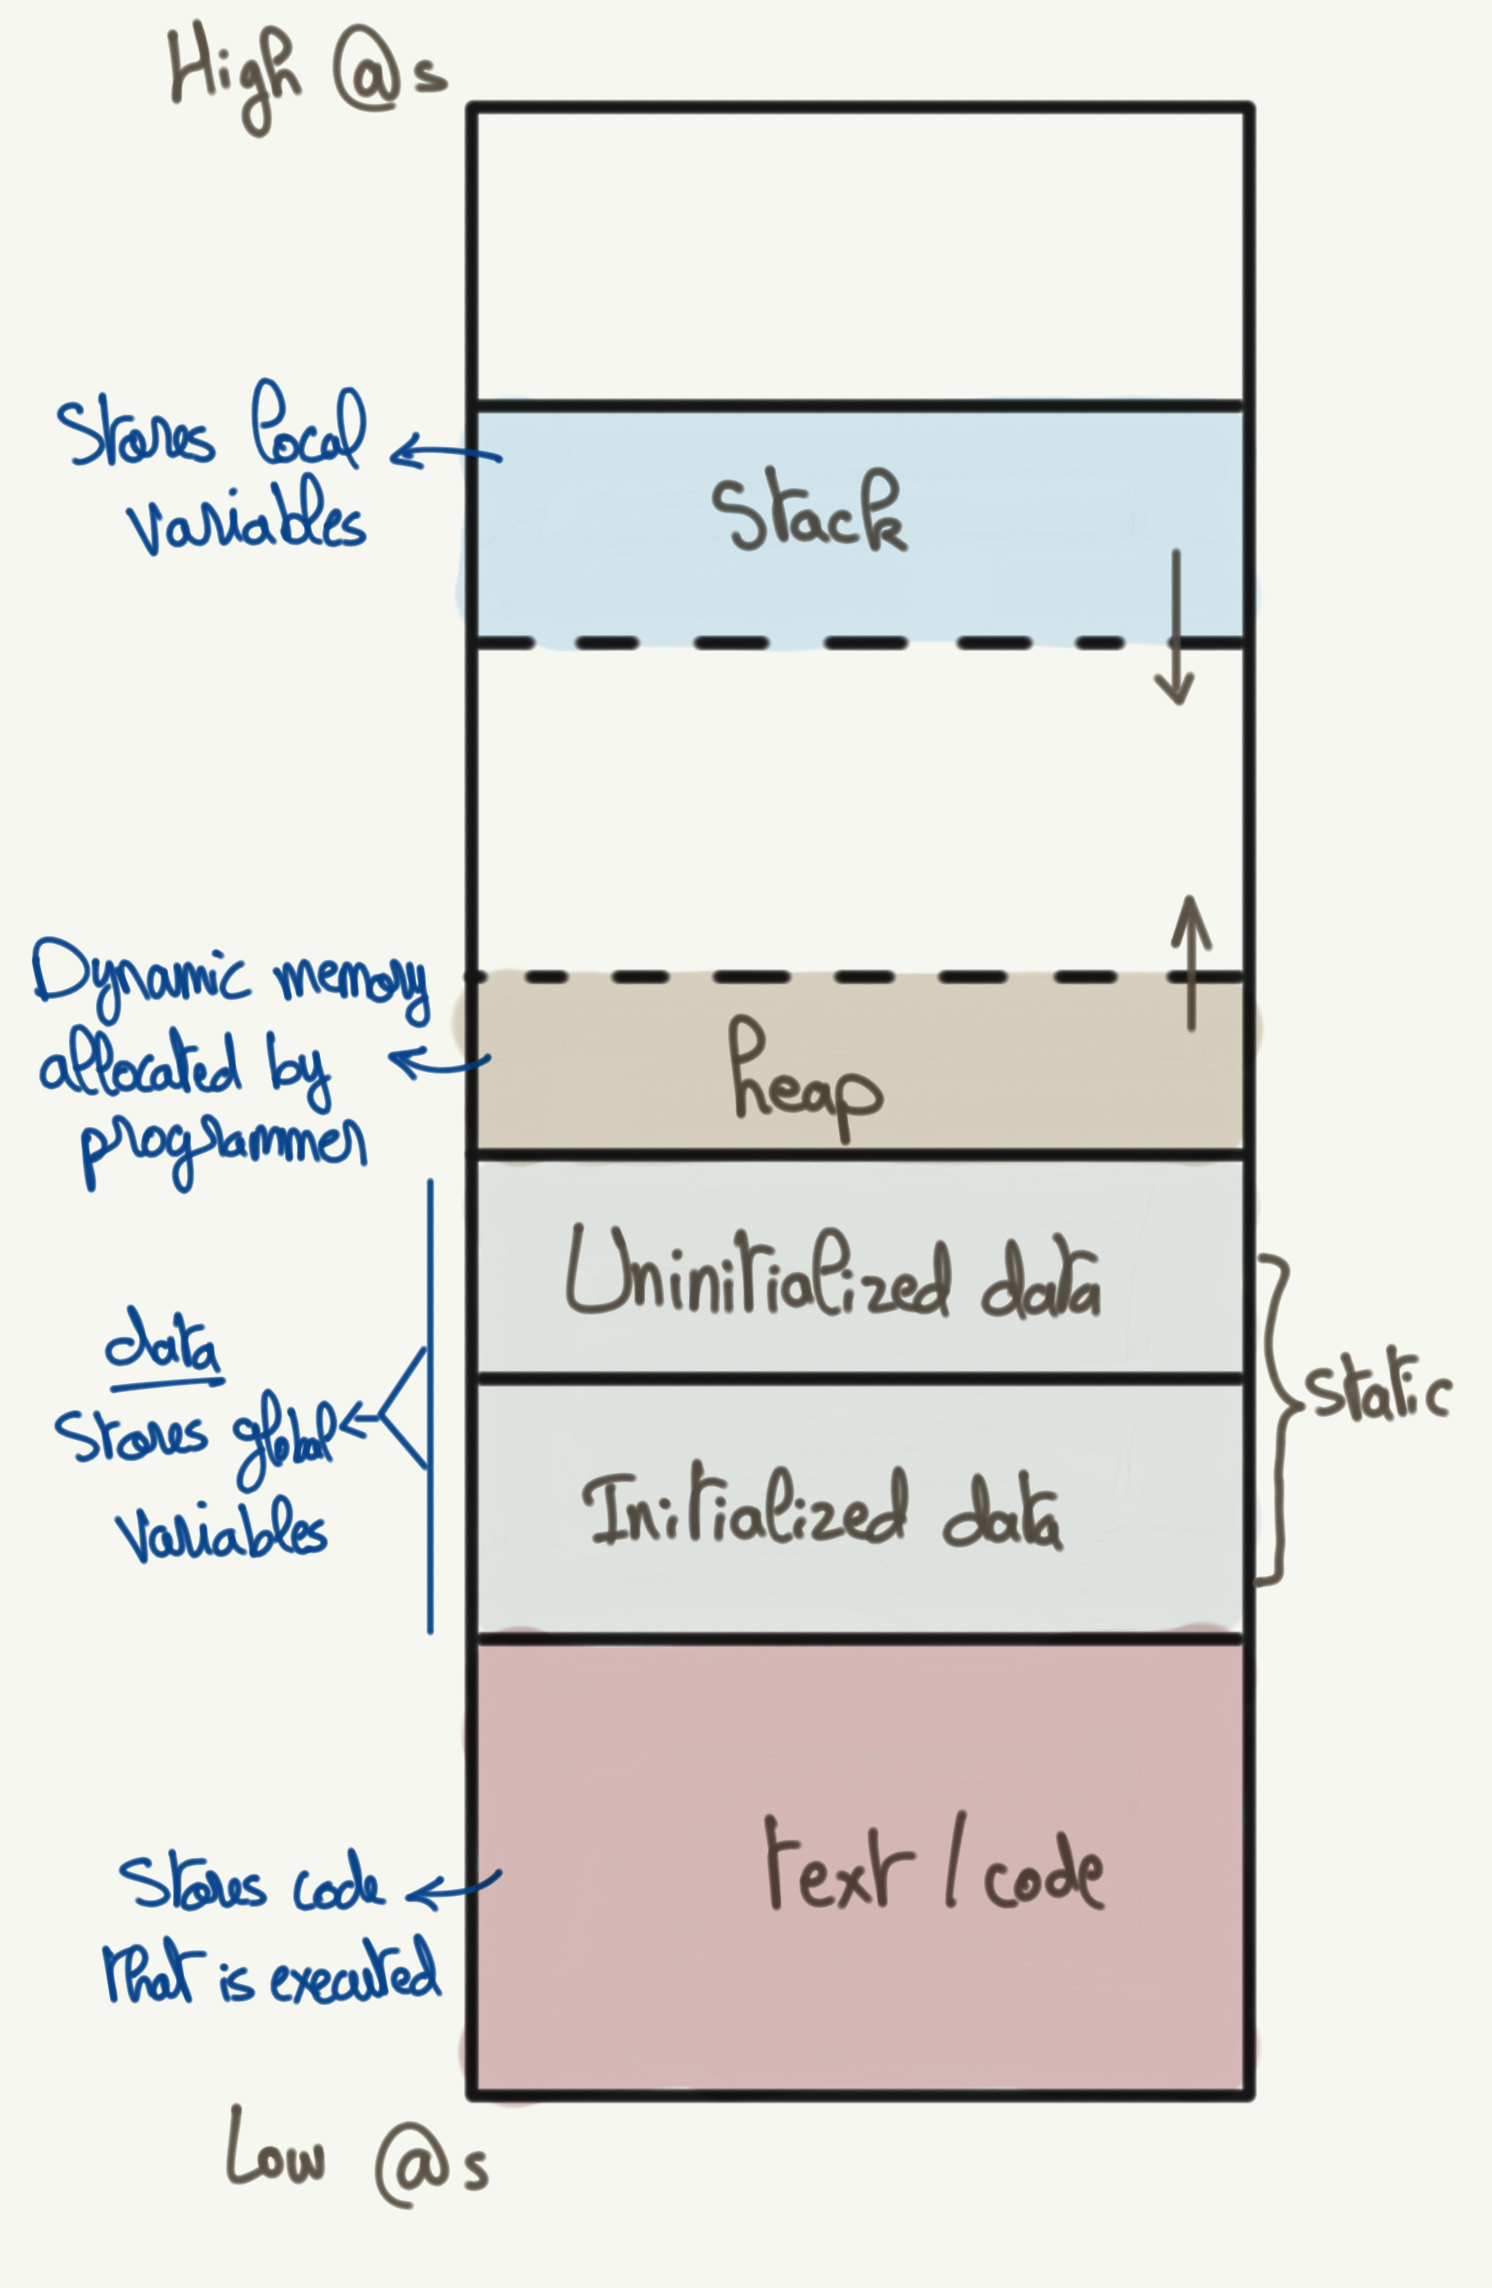 High @s
Stores local
variables
Stack
Dynamic memory
allocated by
programmer
heap
Uninitialized data
data
Stores global
variables
Static
Initialized data
text / code
Stores code
that is executed
Low @s